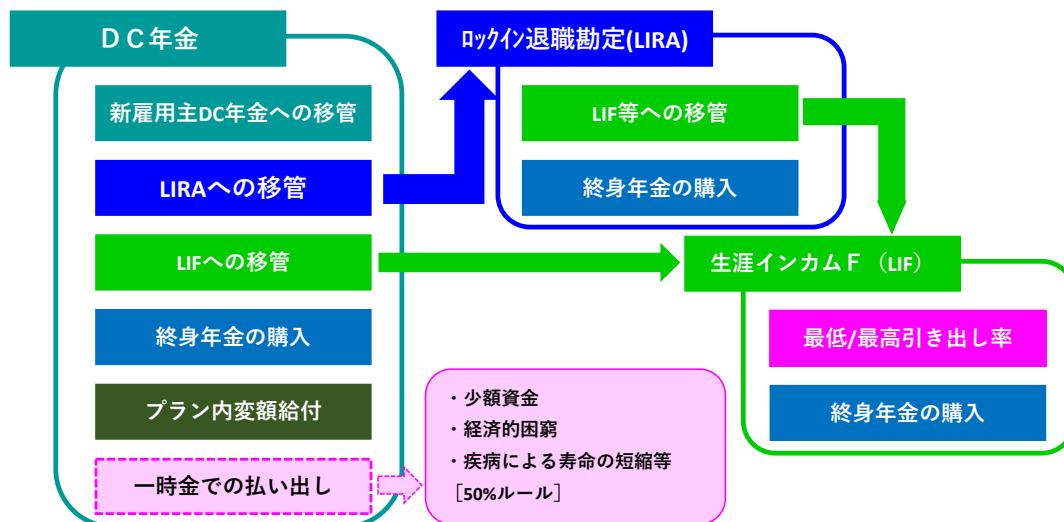 ＤＣ年金
新雇用主DC年金への移管
LIRAへの移管
LIFへの移管
終身年金の購入
プラン内変額給付
一時金での払い出し
・少額資金
・経済的困窮
・疾病による寿命の短縮等
［50%ルール］
ﾛｯｸｲﾝ退職勘定(LIRA)
LIF等への移管
終身年金の購入
生涯インカムＦ（LIF）
最低/最高引き出し率
終身年金の購入